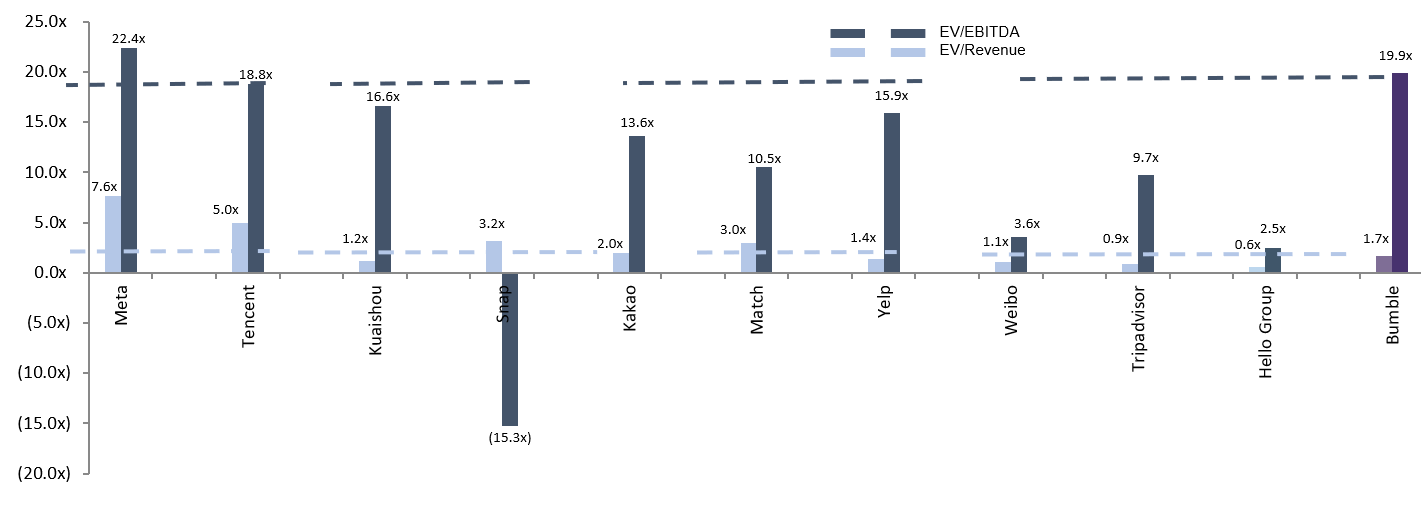 25.0x
20.0x
15.0x
10.0x
5.0x
0.0x
(5.0x)
(10.0x)
(15.0x)
(20.0x)
EV/EBITDA
EV/Revenue
7.6x
22.4x
5.0x
18.8x
1.2x
16.6x
3.2x
(15.3x)
2.0x
13.6x
3.0x
10.5x
1.4x
15.9x
1.1x
3.6x
0.9x
9.7x
0.6x
2.5x
1.7x
19.9x
Meta
Tencent
Kuaishou
Snap
Kakao
Match
Yelp
Weibo
Tripadvisor
Hello Group
Bumble